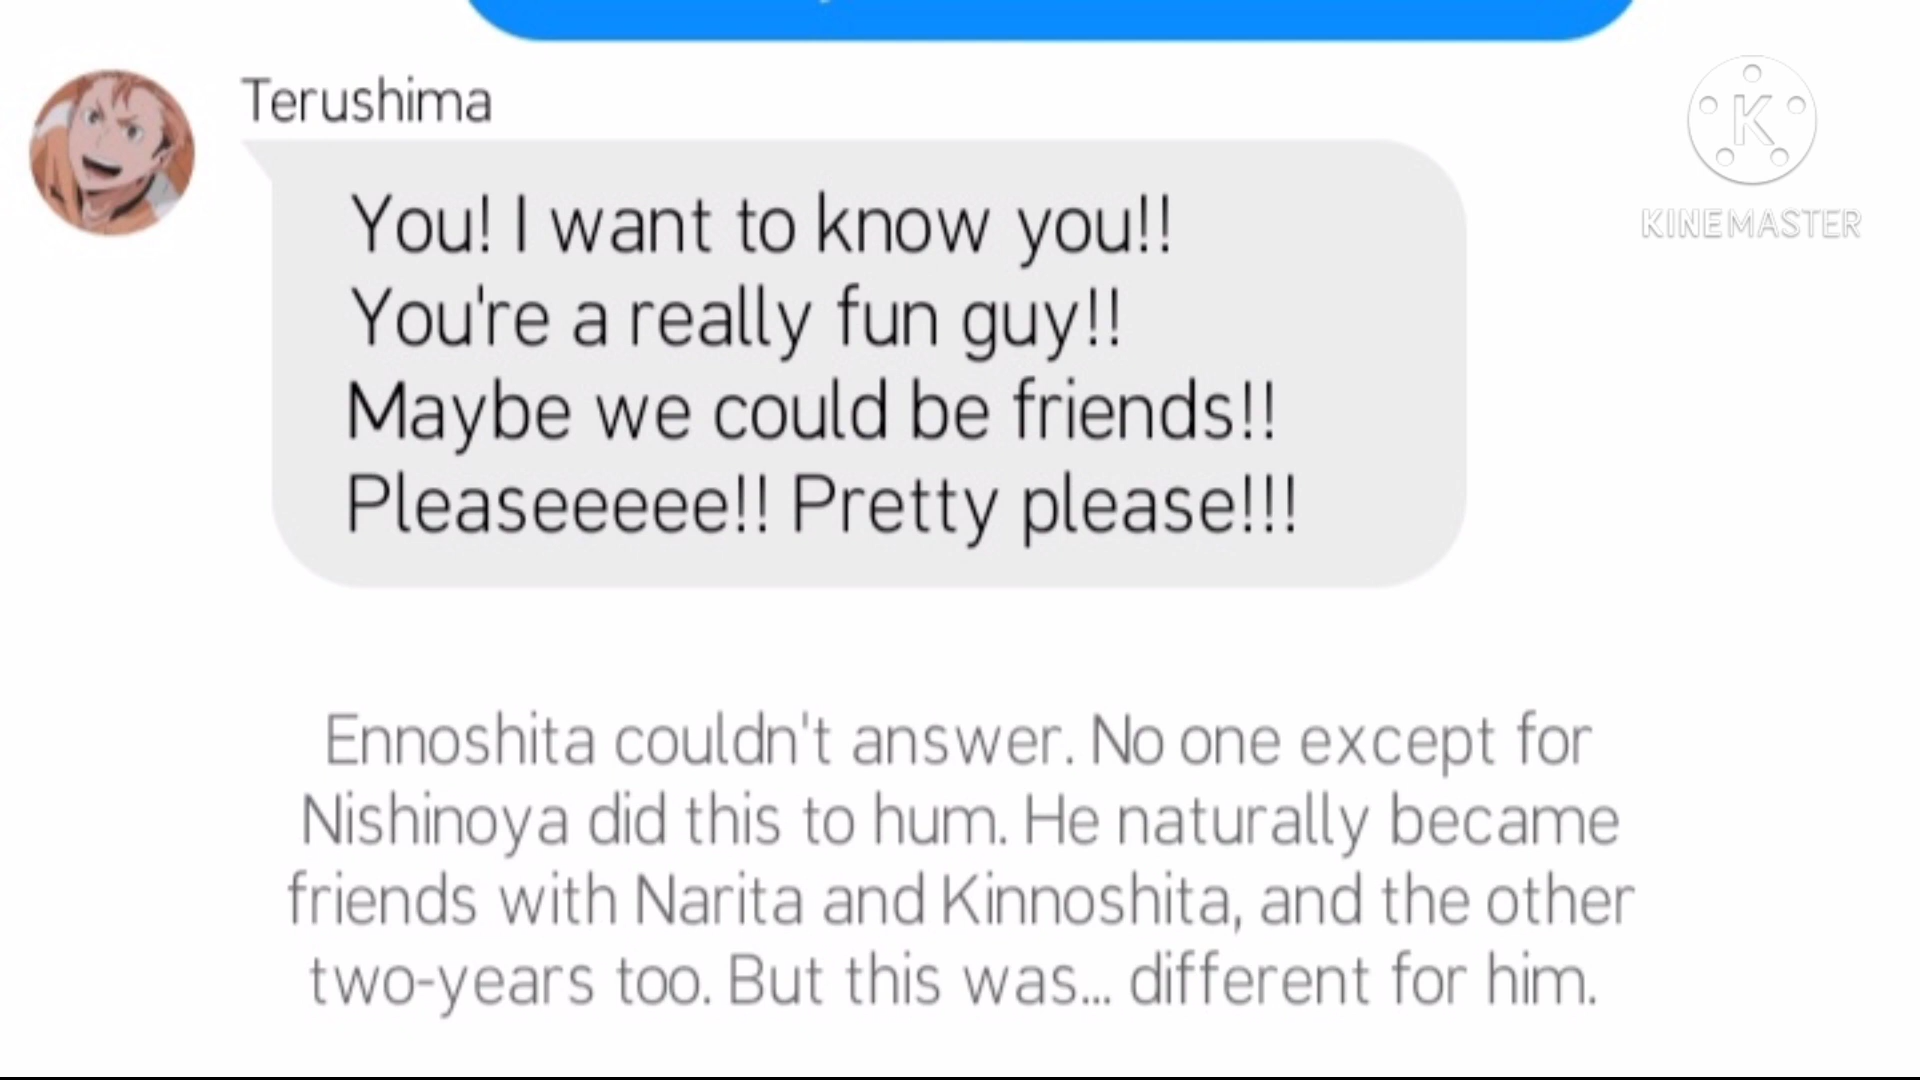 Terushima
K
KINEMASTER
You! I want to know you!!
You're a really fun guy!!
Maybe we could be friends!!
Pleaseeeee!! Pretty please!!!
Ennoshita couldn't answer. No one except for
Nishinoya did this to hum. He naturally became
friends with Narita and Kinnoshita, and the other
two-years too. But this was... different for him.